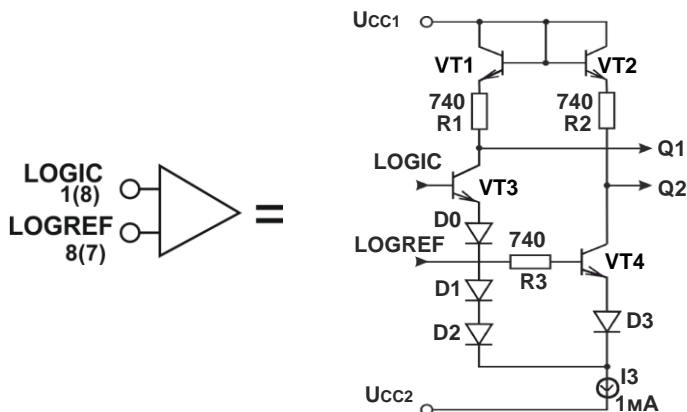 LOGIC
1(8)
LOGREF
8(7)
=
UCC1
VT1
VT2
740
R1
740
R2
Q1
LOGIC
VT3
Q2
D0
LOGREF
740
R3
VT4
D1
D2
D3
I3
1мА
UCC2